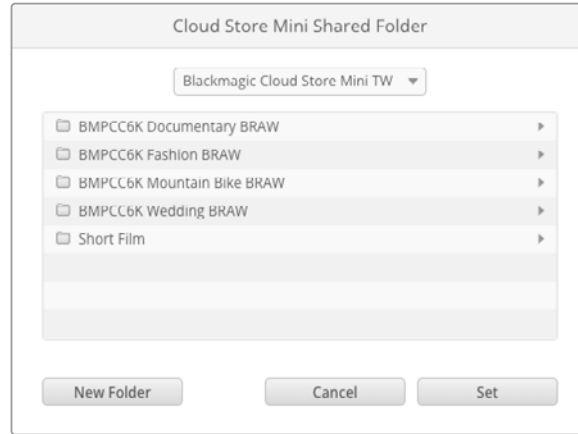 Cloud Store Mini Shared Folder
Blackmagic Cloud Store Mini TW
BMPCC6K Documentary BRAW
BMPCC6K Fashion BRAW
BMPCC6K Mountain Bike BRAW
BMPCC6K Wedding BRAW
Short Film
New Folder Cancel Set